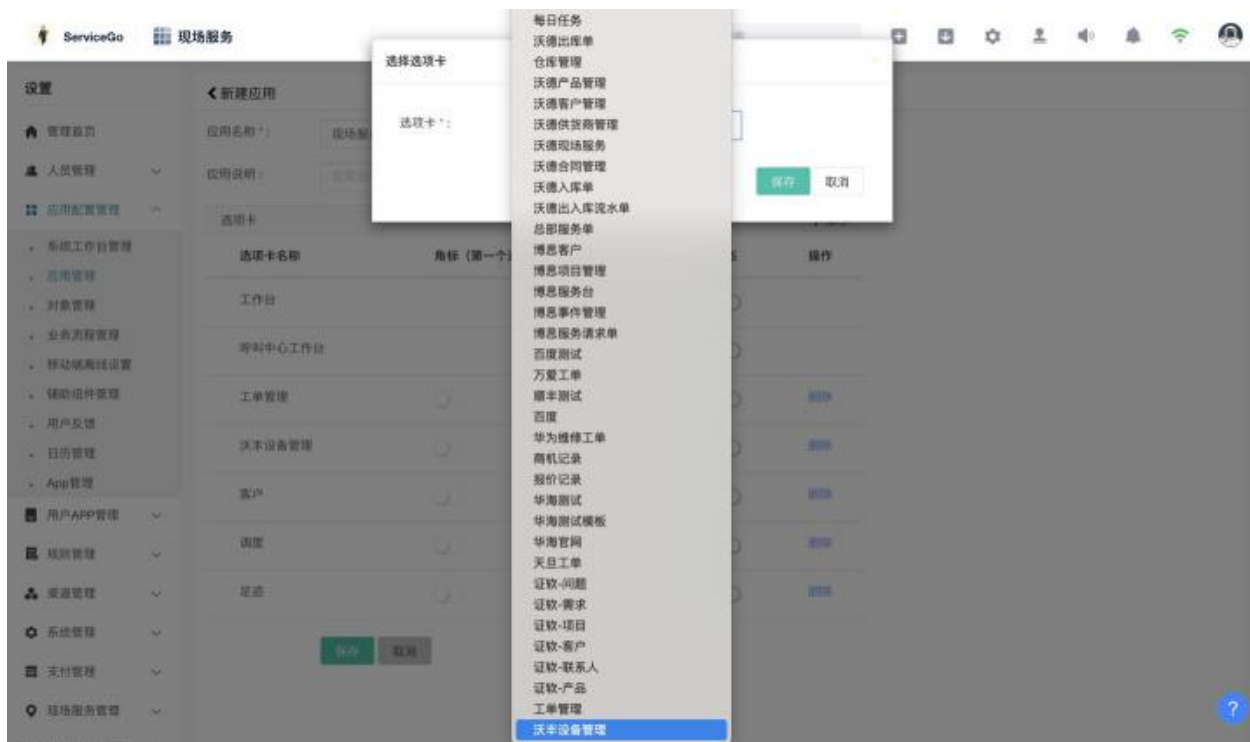 ServiceGo
现场服务
设置
管理首页
人员管理
应用配置管理
系统工作台管理
应用管理
对象管理
业务流程管理
移动端离线设置
辅助组件管理
用户反馈
日历管理
App管理
用户APP管理
规则管理
渠道管理
系统管理
支付管理
现场服务管理
新建应用
应用名称*：
应用说明：
选项卡
选项卡名称
角标（第一个
操作
工作台
呼叫中心工作台
工单管理
删除
沃丰设备管理
删除
客户
删除
调度
删除
足迹
删除
保存
取消
选择选项卡
选项卡*：
保存
取消
每日任务
沃德出库单
仓库管理
沃德产品管理
沃德客户管理
沃德供货商管理
沃德现场服务
沃德合同管理
沃德入库单
沃德出入库流水单
总部服务单
博思客户
博思项目管理
博思服务台
博思事件管理
博思服务请求单
百度测试
万爱工单
顺丰测试
百度
华为维修工单
商机记录
报价记录
华海测试
华海测试模板
华海官网
天旦工单
证软-问题
证软-需求
证软-项目
证软-客户
证软-联系人
证软-产品
工单管理
沃丰设备管理
?